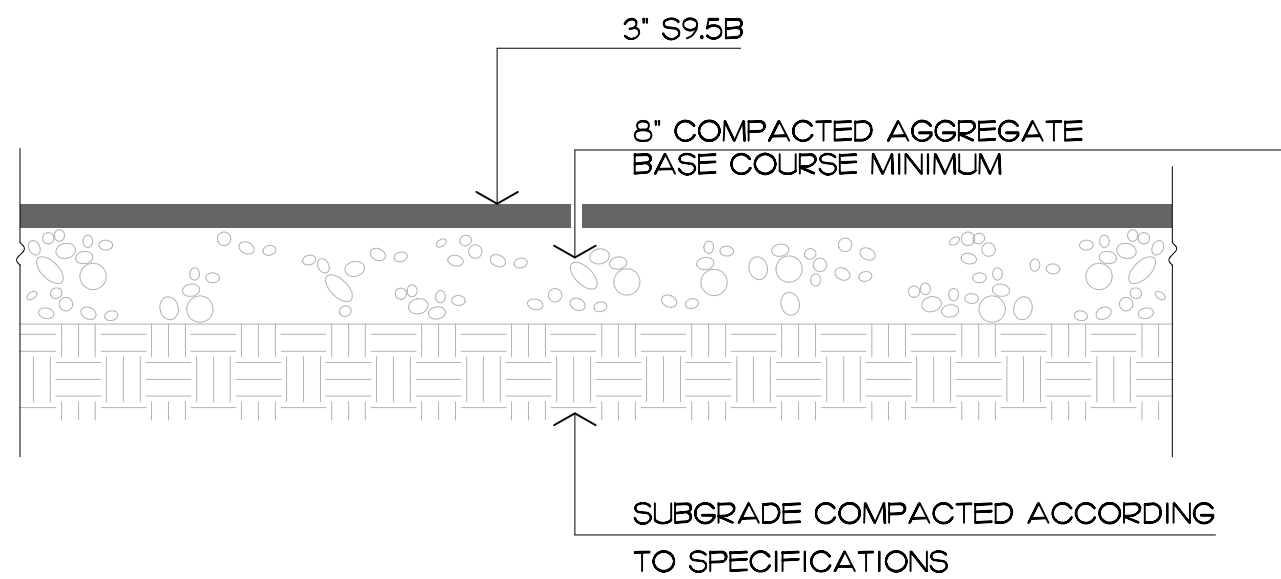 3" S9.5B
8" COMPACTED AGGREGATE
BASE COURSE MINIMUM
SUBGRADE COMPACTED ACCORDING
TO SPECIFICATIONS